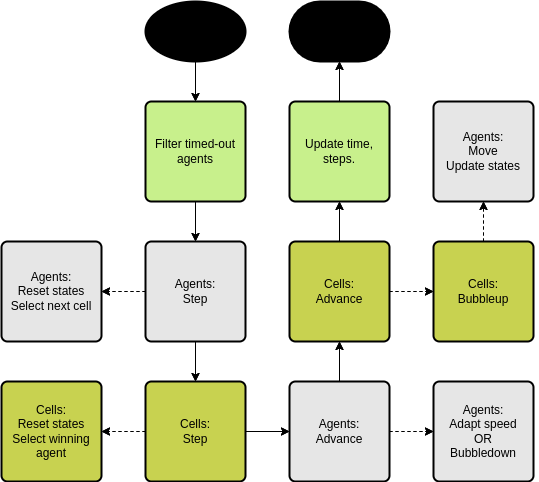 Filter timed-out
agents
Update time,
steps.
Agents:
Move
Update states
Agents:
Reset states
Select next cell
Agents:
Step
Cells:
Advance
Cells:
Bubbleup
Cells:
Reset states
Select winning
agent
Cells:
Step
Agents:
Advance
Agents:
Adapt speed
OR
Bubbledown